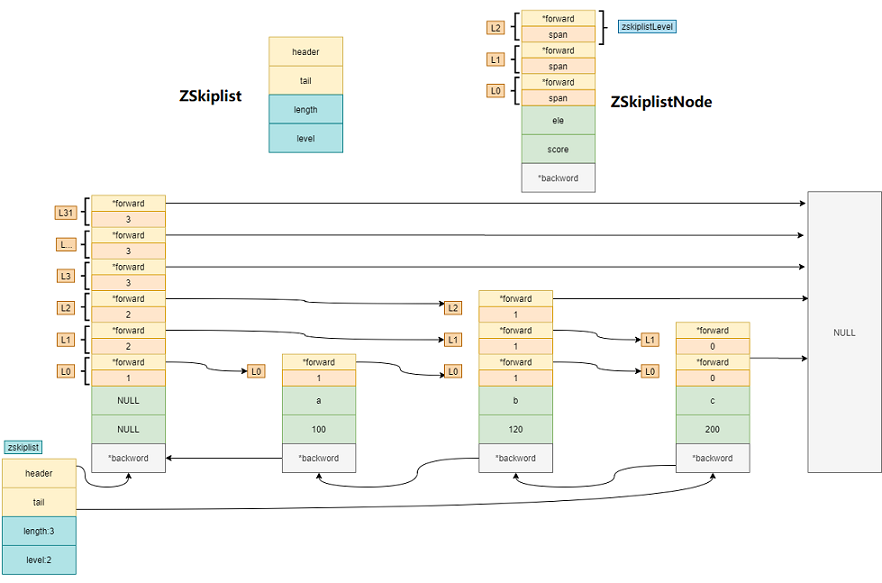 ZSkiplist
header
tail
length
level
L2
*forward
span
zskiplistLevel
L1
*forward
span
L0
*forward
span
ele
score
*backword
ZSkiplistNode
L31
*forward
3
L...
*forward
3
L3
*forward
3
L2
*forward
2
L1
*forward
2
L0
*forward
1
NULL
NULL
*backword
L0
*forward
1
a
100
*backword
L2
L1
L0
*forward
1
*forward
1
*forward
1
b
120
*backword
L1
L0
*forward
0
*forward
0
c
200
*backword
NULL
zskiplist
header
tail
length:3
level:2